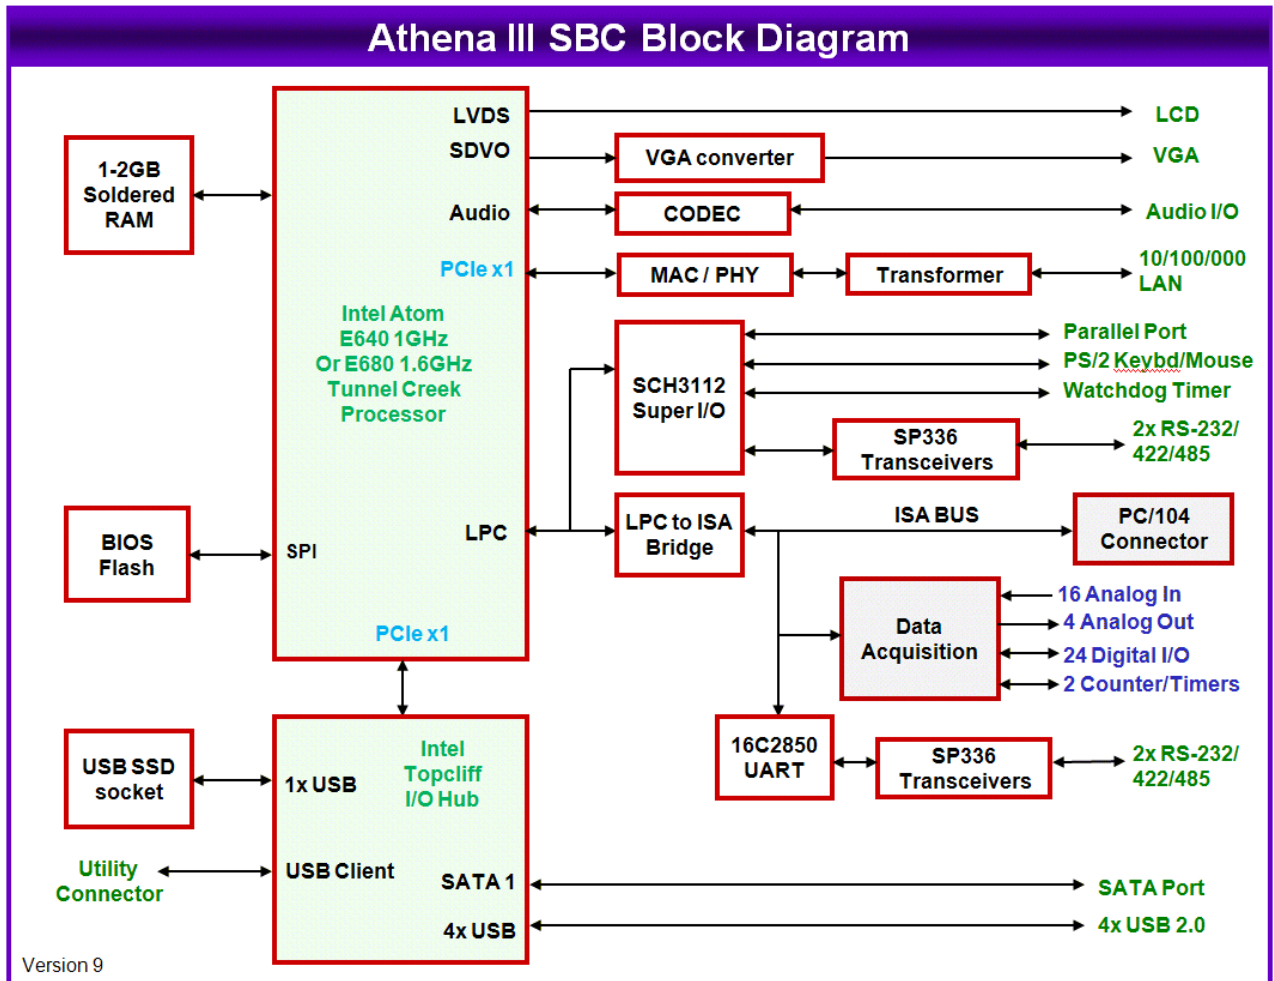 Athena III SBC Block Diagram
LVDS
LCD
SDVO
VGA converter
VGA
1-2GB
Soldered
RAM
Audio
CODEC
Audio I/O
PCIe x1
MAC / PHY
Transformer
10/100/000
LAN
Intel Atom
E640 1GHz
Or E680 1.6GHz
Tunnel Creek
Processor
SCH3112
Super I/O
Parallel Port
PS/2 Keybd/Mouse
Watchdog Timer
SP336
Transceivers
2x RS-232/
422/485
BIOS
Flash
SPI
LPC
LPC to ISA
Bridge
ISA BUS
PC/104
Connector
PCIe x1
Data
Acquisition
16 Analog In
4 Analog Out
24 Digital I/O
2 Counter/Timers
USB SSD
socket
1x USB
Intel
Topcliff
I/O Hub
16C2850
UART
SP336
Transceivers
2x RS-232/
422/485
Utility
Connector
USB Client
SATA 1
SATA Port
4x USB
4x USB 2.0
Version 9